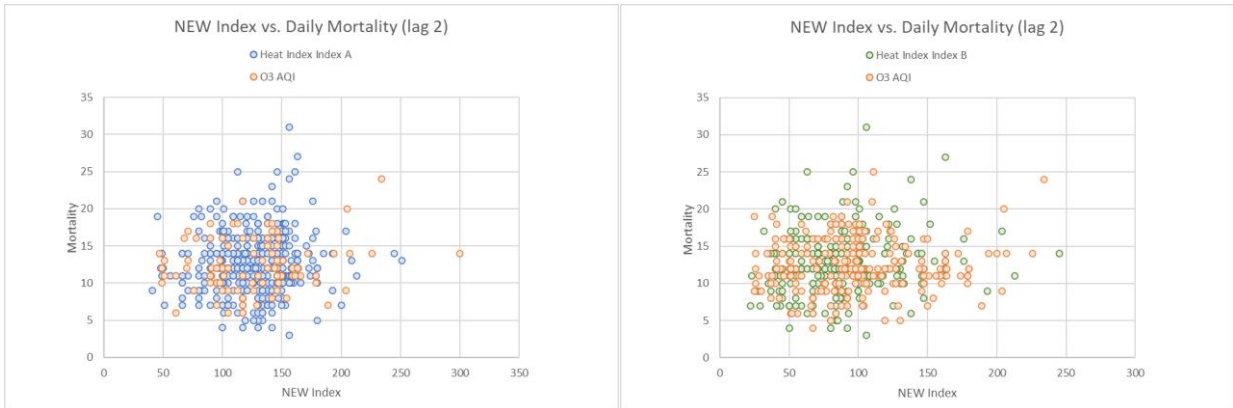 NEW Index vs. Daily Mortality (lag 2)
Heat Index Index A
O3 AQI
35
30
25
20
15
10
5
0
Mortality
0 50 100 150 200 250 300 350
NEW Index
NEW Index vs. Daily Mortality (lag 2)
Heat Index Index B
O3 AQI
35
30
25
20
15
10
5
0
Mortality
0 50 100 150 200 250 300
NEW Index